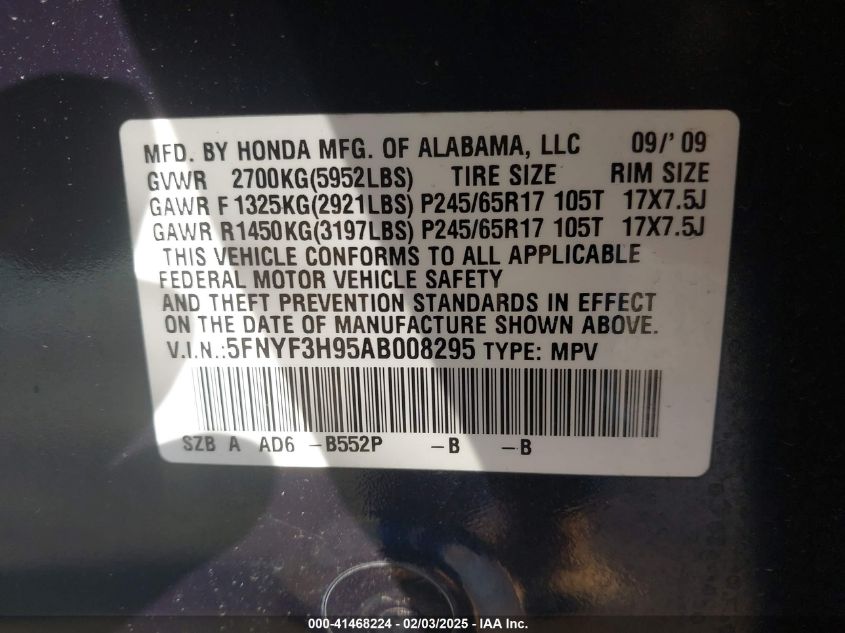 MFD. BY HONDA MFG. OF ALABAMA, LLC 09/' 09
GVWR 2700KG(5952LBS) TIRE SIZE RIM SIZE
GAWR F 1325KG(2921LBS) P245/65R17 105T 17X7.5J
GAWR R1450KG(3197LBS) P245/65R17 105T 17X7.5J
THIS VEHICLE CONFORMS TO ALL APPLICABLE
FEDERAL MOTOR VEHICLE SAFETY
AND THEFT PREVENTION STANDARDS IN EFFECT
ON THE DATE OF MANUFACTURE SHOWN ABOVE.
V.I.N.:5FNYF3H95AB008295 TYPE: MPV
SZB A AD6 -B552P -B -B
000-41468224 - 02/03/2025 - IAA Inc.